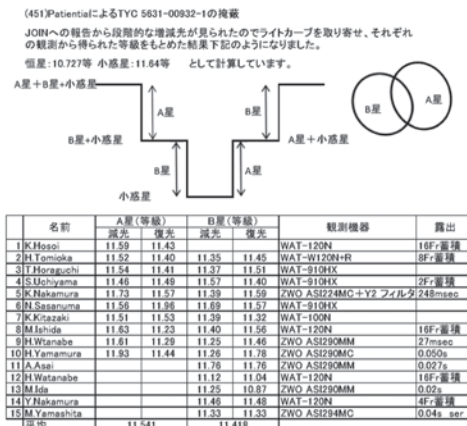 (451)PatientiaによるTYC 5631-00932-1の掩蔽
JOINへの報告から段階的な増減光が見られたのでライトカーブを取り寄せ、それぞれ
の観測から得られた等級をもとめた結果下記のようになりました。
恒星:10.727等 小惑星:11.64等 として計算しています。
A星+B星+小惑星
A星
B星
B星
A星
B星+小惑星
A星+小惑星
B星
A星
小惑星
名前 A星(等級) B星(等級) 観測機器 露出
減光 復光 減光 復光
1 K.Hosoi 11.59 11.43 WAT-120N 16Fr蓄積
2 H.Tomioka 11.52 11.40 11.35 11.45 WAT-W120N+R 8Fr蓄積
3 T.Horaguchi 11.54 11.41 11.37 11.51 WAT-910HX
4 S.Uchiyama 11.46 11.49 11.57 11.40 WAT-910HX 2Fr蓄積
5 K.Nakamura 11.73 11.57 11.39 11.59 ZWO ASI224MC+Y2 フィルタ 248msec
6 N.Sasanuma 11.56 11.96 11.69 11.57 WAT-910HX
7 K.Kitazaki 11.51 11.53 11.39 11.32 WAT-100N
8 M.Ishida 11.63 11.23 11.40 11.56 WAT-120N 16Fr蓄積
9 H.Wtanabe 11.61 11.29 11.25 11.46 ZWO ASI290MM 27msec
10 H.Yamamura 11.93 11.44 11.26 11.78 ZWO ASI290MC 0.050s
11 A.Asai 11.76 11.76 ZWO ASI290MM 0.027s
12 H.Watanabe 11.12 11.04 WAT-120N 16Fr蓄積
13 M.Ida 11.25 10.87 ZWO ASI290MM 0.02s
14 Y.Nakamura 11.46 11.48 WAT-120N 4Fr蓄積
15 M.Yamashita 11.33 11.33 ZWO ASI294MC 0.04s ser
平均 11.541 11.418